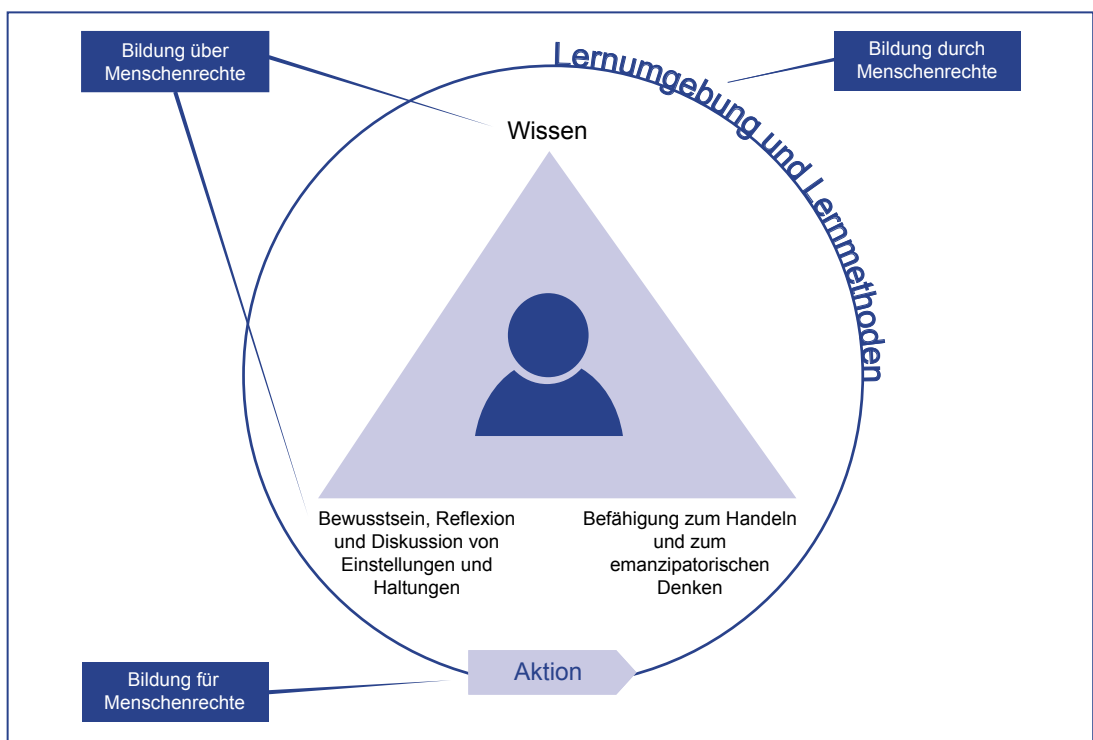 Bildung über
Menschenrechte
Lernumgebung und Lernmethoden
Bildung durch
Menschenrechte
Wissen
Bewusstsein, Reflexion
und Diskussion von
Einstellungen und
Haltungen
Befähigung zum Handeln
und zum
emanzipatorischen
Denken
Aktion
Bildung für
Menschenrechte